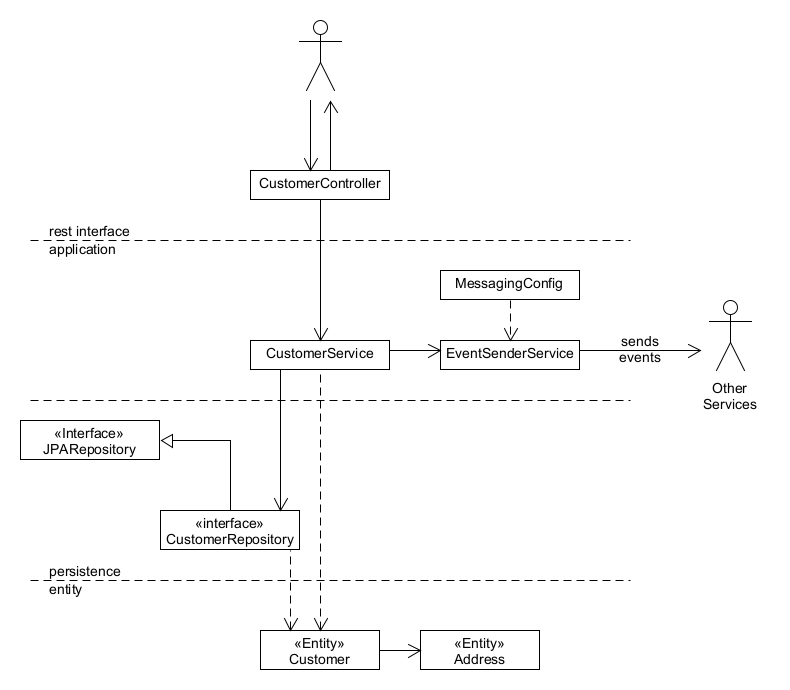 CustomerController
rest interface
application
MessagingConfig
CustomerService
EventSenderService
sends
events
Other
Services
«Interface»
JPARepository
«interface»
CustomerRepository
persistence
entity
«Entity»
Customer
«Entity»
Address